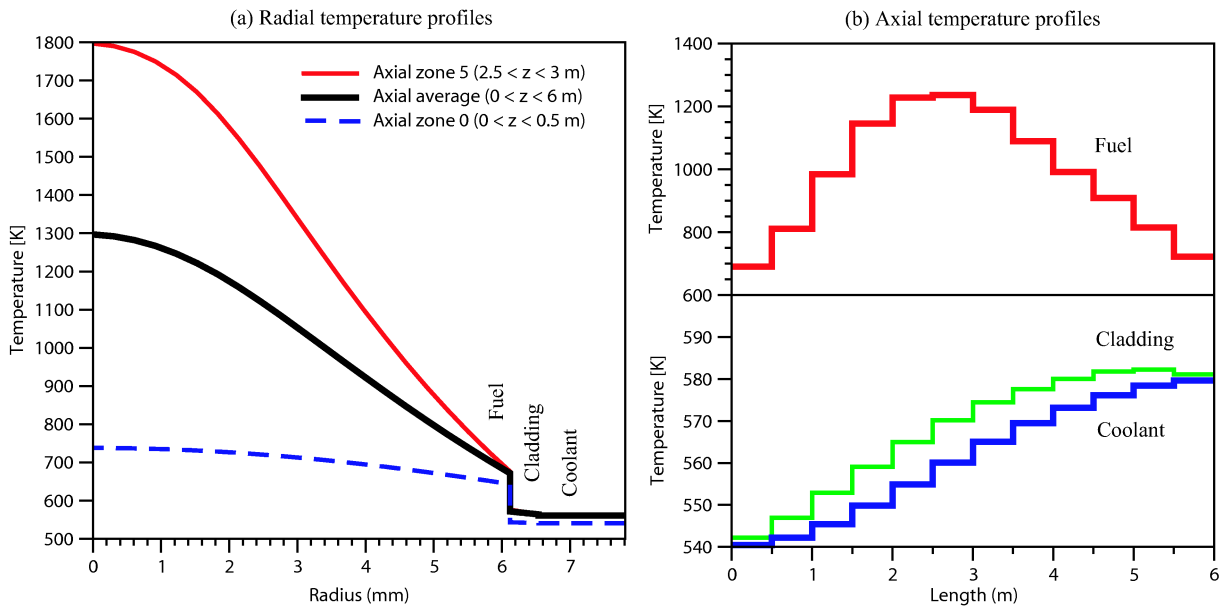 (a) Radial temperature profiles
1800
1700
1600
1500
1400
1300
1200
1100
1000
900
800
700
600
500
Temperature [K]
Axial zone 5 (2.5 < z < 3 m)
Axial average (0 < z < 6 m)
Axial zone 0 (0 < z < 0.5 m)
Fuel
Cladding
Coolant
0 1 2 3 4 5 6 7
Radius (mm)
(b) Axial temperature profiles
1400
1200
1000
800
600
Temperature [K]
Fuel
590
580
570
560
550
540
Temperature [K]
Cladding
Coolant
0 1 2 3 4 5 6
Length (m)